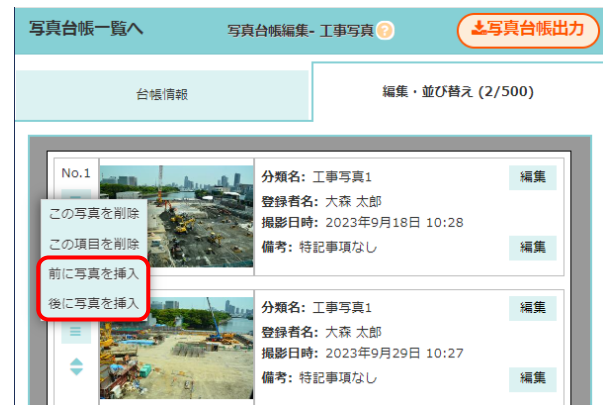 写真台帳一覧へ
写真台帳編集- 工事写真 ?
写真台帳出力
台帳情報
編集・並び替え (2/500)
No.1
分類名: 工事写真1
編集
登録者名: 大森 太郎
撮影日時: 2023年9月18日 10:28
備考: 特記事項なし
編集
この写真を削除
この項目を削除
前に写真を挿入
後に写真を挿入
分類名: 工事写真1
編集
登録者名: 大森 太郎
撮影日時: 2023年9月29日 10:27
備考: 特記事項なし
編集